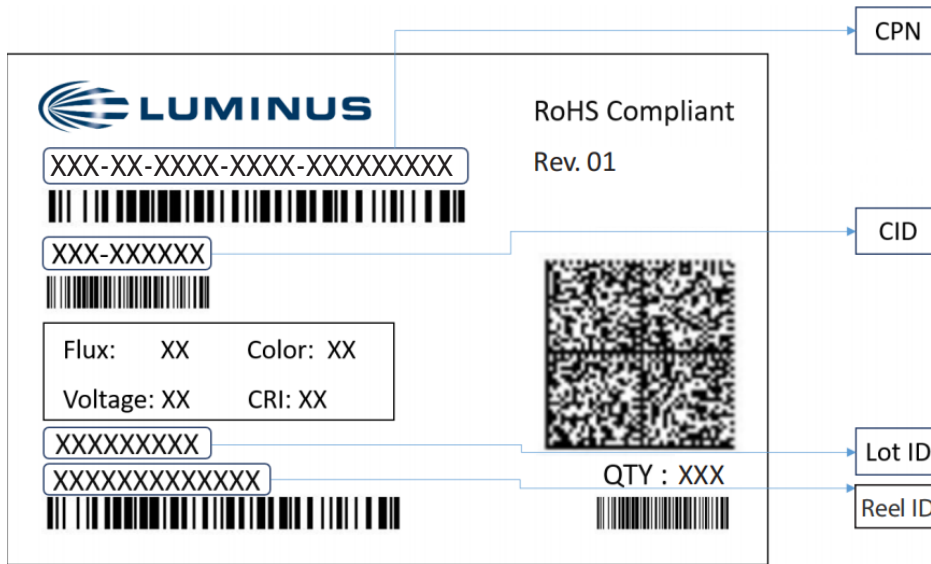 CPN
LUMINUS
RoHS Compliant
XXX-XX-XXXX-XXXX-XXXXXXXXX
Rev. 01
XXX-XXXXXX
CID
Flux: XX Color: XX
Voltage: XX CRI: XX
XXXXXXXXX
Lot ID
XXXXXXXXXXXXX
QTY : XXX
Reel ID